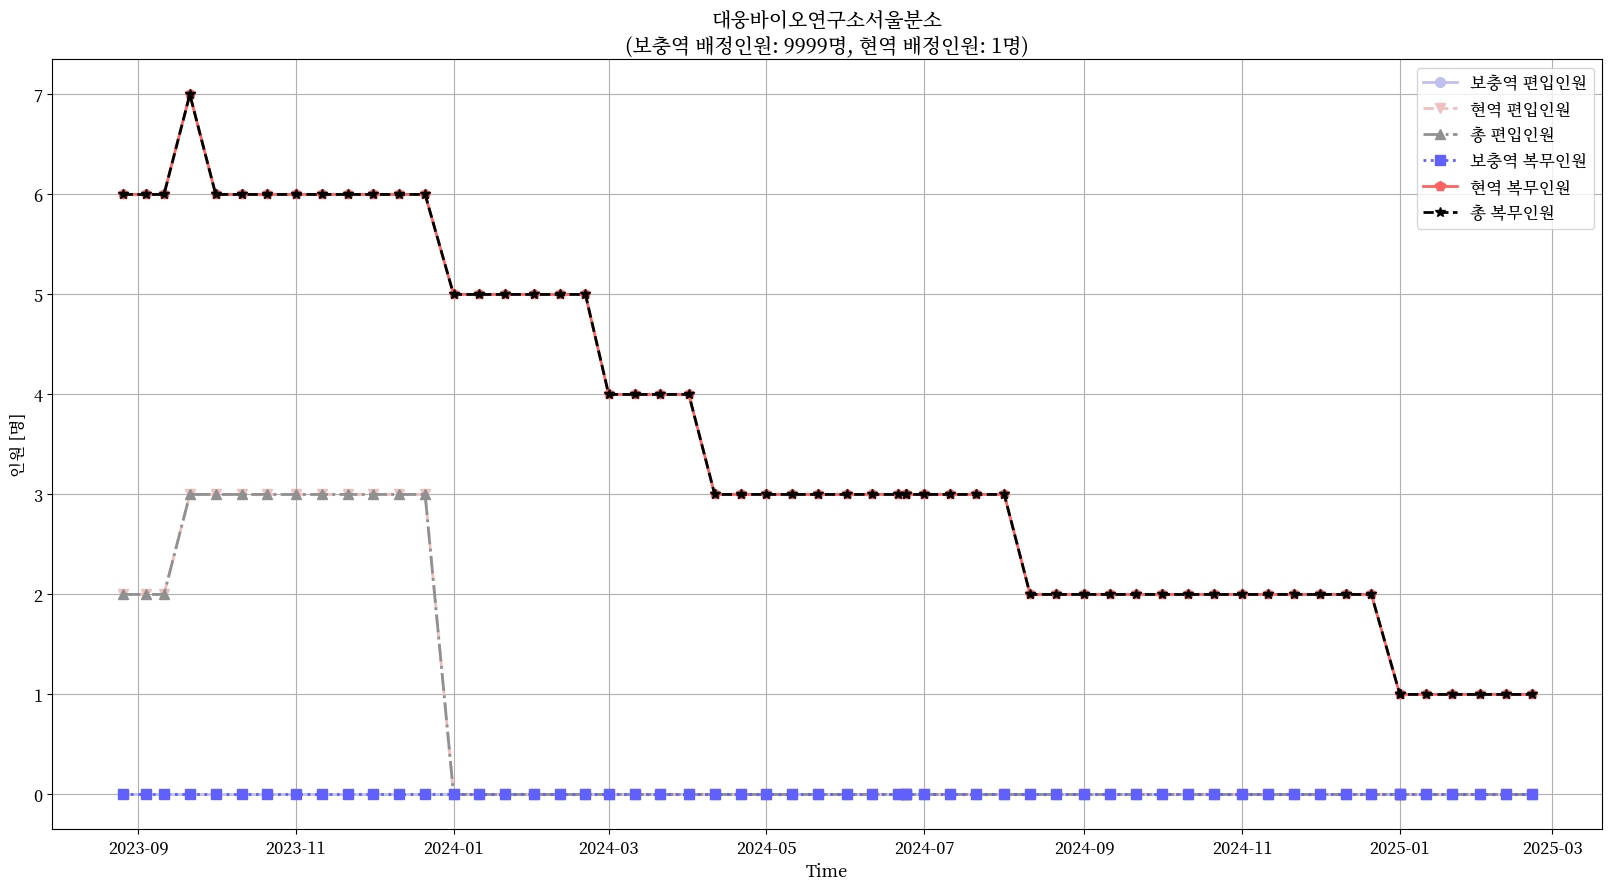 대웅바이오연구소서울분소
(보충역 배정인원: 9999명, 현역 배정인원: 1명)
보충역 편입인원
현역 편입인원
총 편입인원
보충역 복무인원
현역 복무인원
총 복무인원
7
6
5
4
3
2
1
0
인원 [명]
2023-09
2023-11
2024-01
2024-03
2024-05
2024-07
2024-09
2024-11
2025-01
2025-03
Time